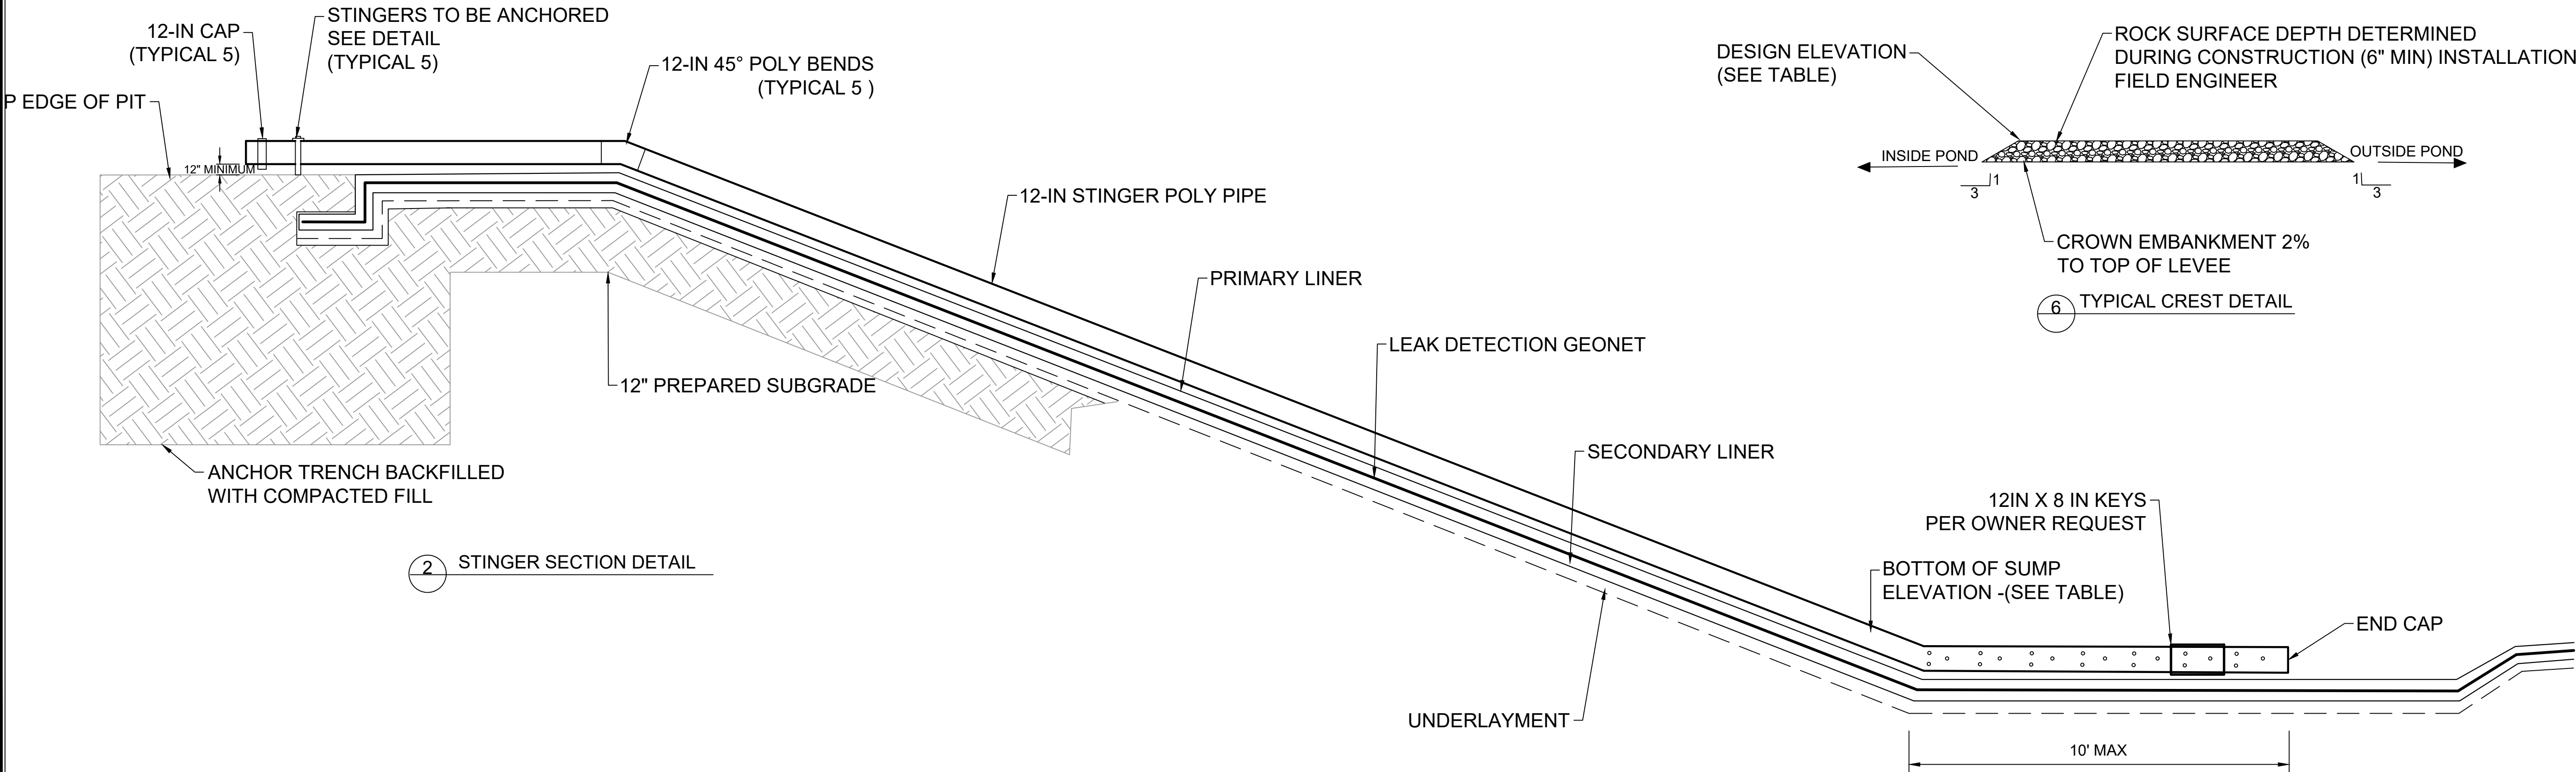 12-IN CAP
(TYPICAL 5)
STINGERS TO BE ANCHORED
SEE DETAIL
(TYPICAL 5)
12-IN 45° POLY BENDS
(TYPICAL 5 )
P EDGE OF PIT
12" MINIMUM
12-IN STINGER POLY PIPE
PRIMARY LINER
LEAK DETECTION GEONET
12" PREPARED SUBGRADE
SECONDARY LINER
ANCHOR TRENCH BACKFILLED
WITH COMPACTED FILL
2
STINGER SECTION DETAIL
12IN X 8 IN KEYS
PER OWNER REQUEST
BOTTOM OF SUMP
ELEVATION -(SEE TABLE)
END CAP
UNDERLAYMENT
10' MAX
DESIGN ELEVATION
(SEE TABLE)
ROCK SURFACE DEPTH DETERMINED
DURING CONSTRUCTION (6" MIN) INSTALLATION
FIELD ENGINEER
INSIDE POND
OUTSIDE POND
1
3
1
3
CROWN EMBANKMENT 2%
TO TOP OF LEVEE
6
TYPICAL CREST DETAIL